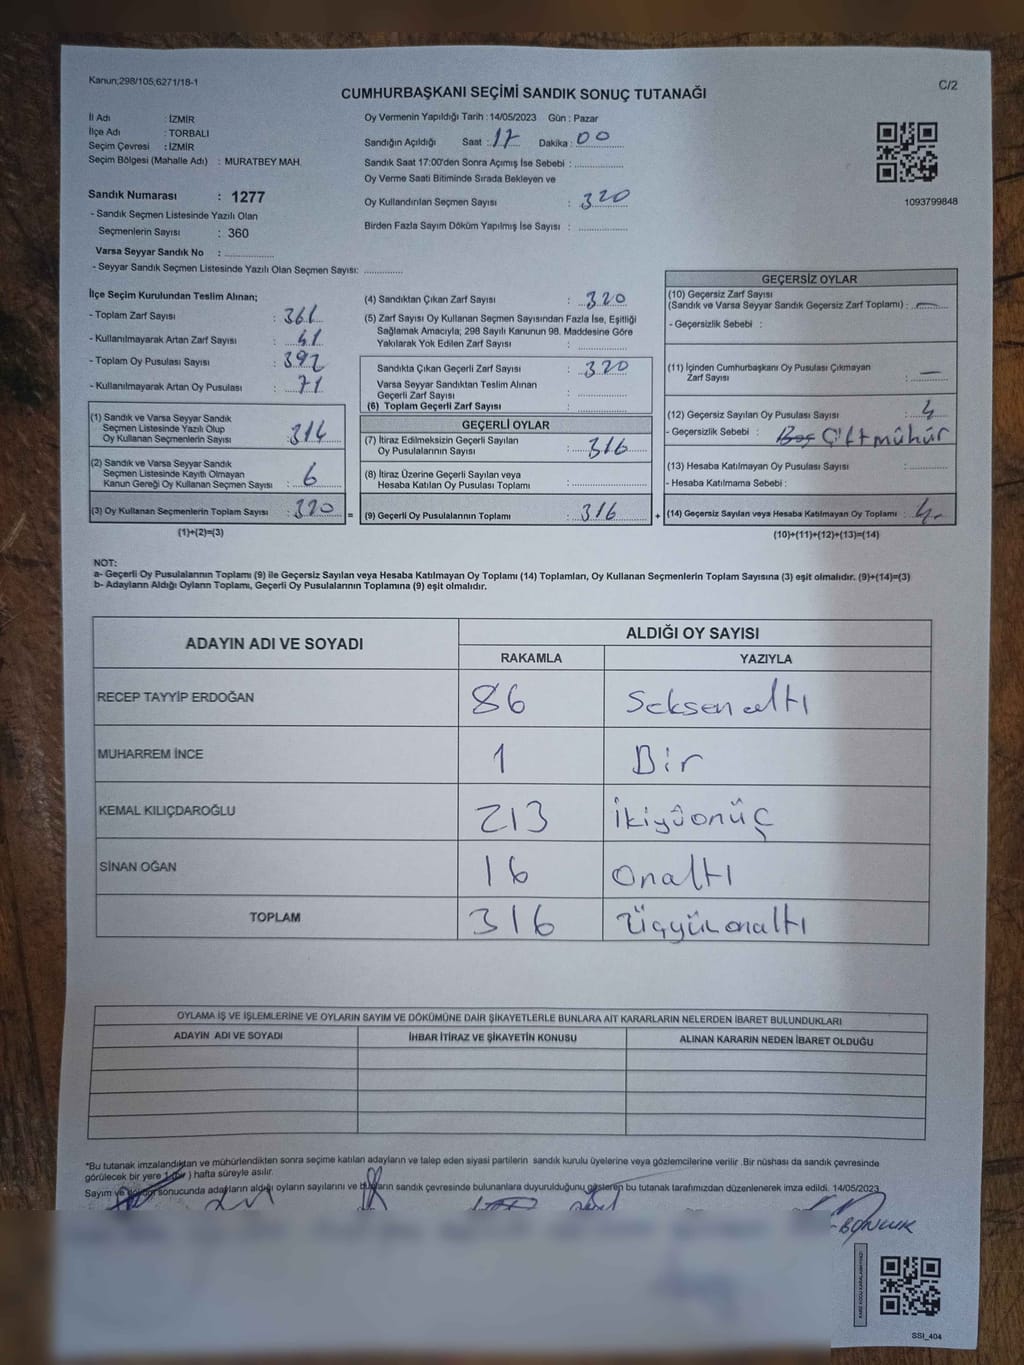 Kanun;298/105;6271/18-1
C/2
CUMHURBAŞKANI SEÇİMİ SANDIK SONUÇ TUTANAĞI
İl Adı : İZMİR
İlçe Adı : TORBALI
Seçim Çevresi : İZMİR
Seçim Bölgesi (Mahalle Adı) : MURATBEY MAH.
Sandık Numarası : 1277
- Sandık Seçmen Listesinde Yazılı Olan
Seçmenlerin Sayısı : 360
Varsa Seyyar Sandık No :
- Seyyar Sandık Seçmen Listesinde Yazılı Olan Seçmen Sayısı:
Oy Vermenin Yapıldığı Tarih : 14/05/2023 Gün : Pazar
Sandığın Açıldığı Saat : 17 Dakika : 00
Sandık Saat 17:00'den Sonra Açımış İse Sebebi :
Oy Verme Saati Bitiminde Sırada Bekleyen ve
Oy Kullandırılan Seçmen Sayısı : 320
Birden Fazla Sayım Döküm Yapılmış İse Sayısı :
1093799848
İlçe Seçim Kurulundan Teslim Alınan;
- Toplam Zarf Sayısı : 361
- Kullanılmayarak Artan Zarf Sayısı : 41
- Toplam Oy Pusulası Sayısı : 392
- Kullanılmayarak Artan Oy Pusulası : 71
(1) Sandık ve Varsa Seyyar Sandık
Seçmen Listesinde Yazılı Olup
Oy Kullanan Seçmenlerin Sayısı : 314
(2) Sandık ve Varsa Seyyar Sandık
Seçmen Listesinde Kayıtlı Olmayan
Kanun Gereği Oy Kullanan Seçmen Sayısı : 6
(3) Oy Kullanan Seçmenlerin Toplam Sayısı : 320 =
(1)+(2)=(3)
(4) Sandıktan Çıkan Zarf Sayısı : 320
(5) Zarf Sayısı Oy Kullanan Seçmen Sayısından Fazla İse, Eşitliği
Sağlamak Amacıyla; 298 Sayılı Kanunun 98. Maddesine Göre
Yakılarak Yok Edilen Zarf Sayısı :
Sandıkta Çıkan Geçerli Zarf Sayısı : 320
Varsa Seyyar Sandıktan Teslim Alınan
Geçerli Zarf Sayısı :
(6) Toplam Geçerli Zarf Sayısı :
GEÇERLİ OYLAR
(7) İtiraz Edilmeksizin Geçerli Sayılan
Oy Pusulalarının Sayısı : 316
(8) İtiraz Üzerine Geçerli Sayılan veya
Hesaba Katılan Oy Pusulası Toplamı :
(9) Geçerli Oy Pusulalarının Toplamı : 316 +
GEÇERSİZ OYLAR
(10) Geçersiz Zarf Sayısı
(Sandık ve Varsa Seyyar Sandık Geçersiz Zarf Toplamı) : —
- Geçersizlik Sebebi :
(11) İçinden Cumhurbaşkanı Oy Pusulası Çıkmayan
Zarf Sayısı : —
(12) Geçersiz Sayılan Oy Pusulası Sayısı : 4
- Geçersizlik Sebebi : Boş Çift mühür
(13) Hesaba Katılmayan Oy Pusulası Sayısı :
- Hesaba Katılmama Sebebi :
(14) Geçersiz Sayılan veya Hesaba Katılmayan Oy Toplamı : 4
(10)+(11)+(12)+(13)=(14)
NOT:
a- Geçerli Oy Pusulalarının Toplamı (9) ile Geçersiz Sayılan veya Hesaba Katılmayan Oy Toplamı (14) Toplamları, Oy Kullanan Seçmenlerin Toplam Sayısına (3) eşit olmalıdır. (9)+(14)=(3)
b- Adayların Aldığı Oyların Toplamı, Geçerli Oy Pusulalarının Toplamına (9) eşit olmalıdır.
ADAYIN ADI VE SOYADI ALDIĞI OY SAYISI
RAKAMLA YAZIYLA
RECEP TAYYİP ERDOĞAN 86 Seksen altı
MUHARREM İNCE 1 Bir
KEMAL KILIÇDAROĞLU 213 İkiyüonüç
SİNAN OĞAN 16 onaltı
TOPLAM 316 üçyüzonaltı
OYLAMA İŞ VE İŞLEMLERİNE VE OYLARIN SAYIM VE DÖKÜMÜNE DAİR ŞİKAYETLERLE BUNLARA AİT KARARLARIN NELERDEN İBARET BULUNDUKLARI
ADAYIN ADI VE SOYADI İHBAR İTİRAZ VE ŞİKAYETİN KONUSU ALINAN KARARIN NEDEN İBARET OLDUĞU
*Bu tutanak imzalandıktan ve mühürlendikten sonra seçime katılan adayların ve talep eden siyasi partilerin sandık kurulu üyelerine veya gözlemcilerine verilir .Bir nüshası da sandık çevresinde
görülecek bir yere 1 (bir) hafta süreyle asılır.
Sayım ve döküm sonucunda adayların aldığı oyların sayılarını ve bunların sandık çevresinde bulunanlara duyurulduğunu gösteren bu tutanak tarafımızdan düzenlenerek imza edildi. 14/05/2023
BONCUK
SSI_404